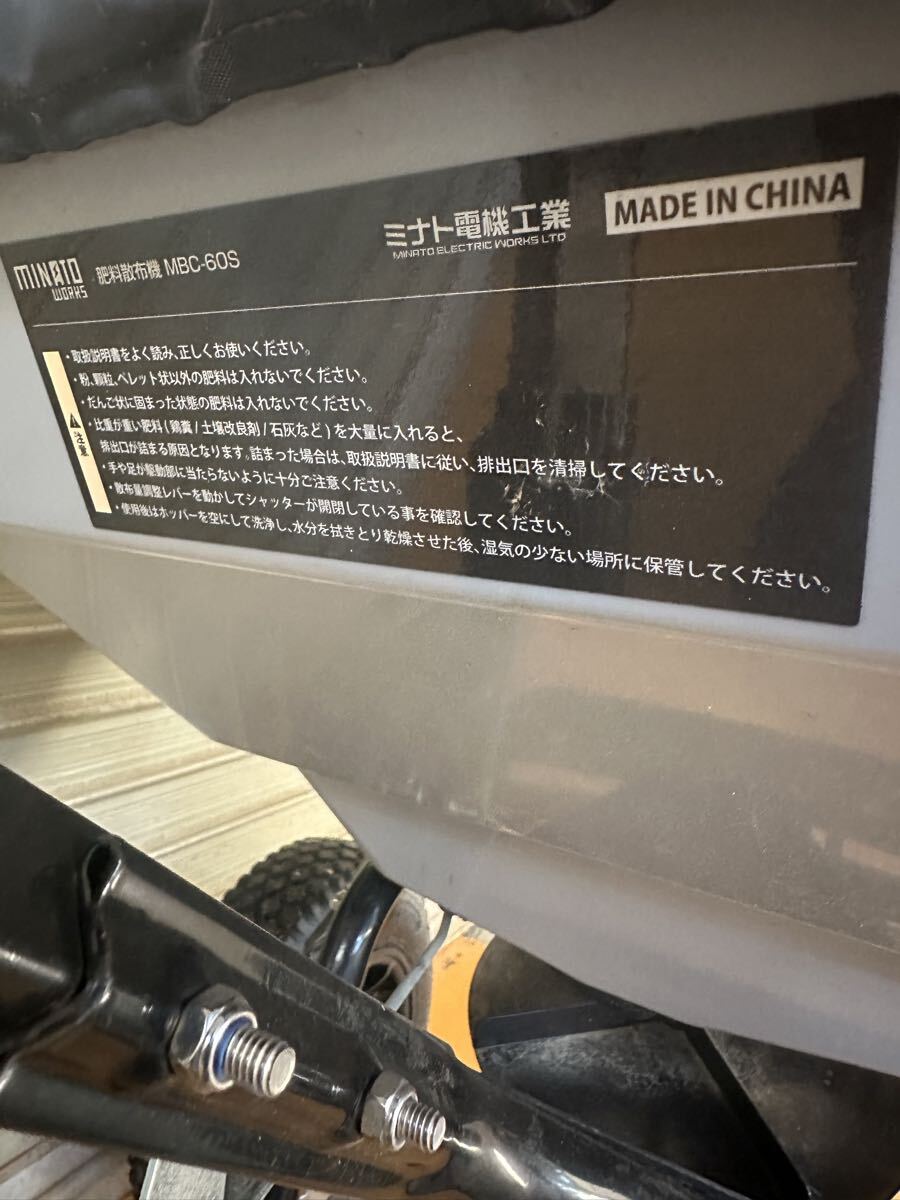 MINATO WORKS
肥料散布機 MBC-60S
ミナト電機工業
MINATO ELECTRIC WORKS LTD
MADE IN CHINA
注意
・取扱説明書をよく読み、正しくお使いください。
・粉、顆粒、ペレット状以外の肥料は入れないでください。
・だんご状に固まった状態の肥料は入れないでください。
・比重が重い肥料(鶏糞/土壌改良剤/石灰など)を大量に入れると、
排出口が詰まる原因となります。詰まった場合は、取扱説明書に従い、排出口を清掃してください。
・手や足が駆動部に当たらないように十分ご注意ください。
・散布量調整レバーを動かしてシャッターが開閉している事を確認してください。
・使用後はホッパーを空にして洗浄し、水分を拭きとり乾燥させた後、湿気の少ない場所に保管してください。